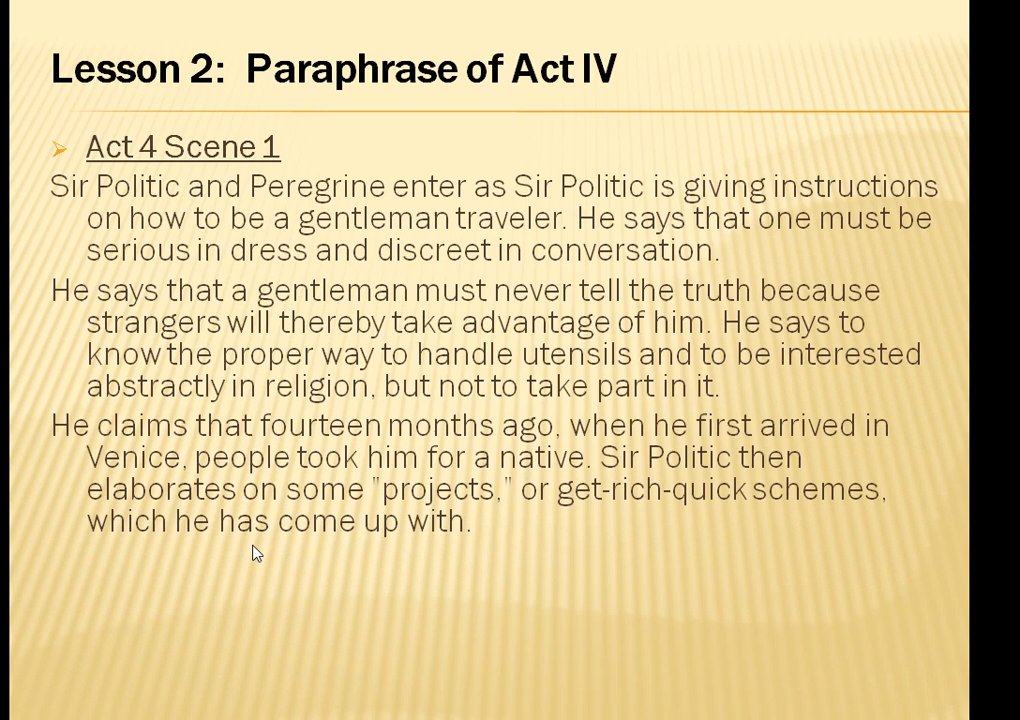 Lesson 2: Paraphrase of Act IV
Act 4 Scene 1
Sir Politic and Peregrine enter as Sir Politic is giving instructions
on how to be a gentleman traveler. He says that one must be
serious in dress and discreet in conversation.
He says that a gentleman must never tell the truth because
strangers will thereby take advantage of him. He says to
know the proper way to handle utensils and to be interested
abstractly in religion, but not to take part in it.
He claims that fourteen months ago, when he first arrived in
Venice, people took him for a native. Sir Politic then
elaborates on some "projects," or get-rich-quick schemes,
which he has come up with.